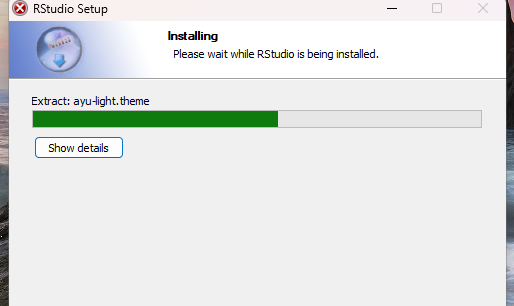 RStudio Setup
Installing
Please wait while RStudio is being installed.
Extract: ayu-light.theme
Show details